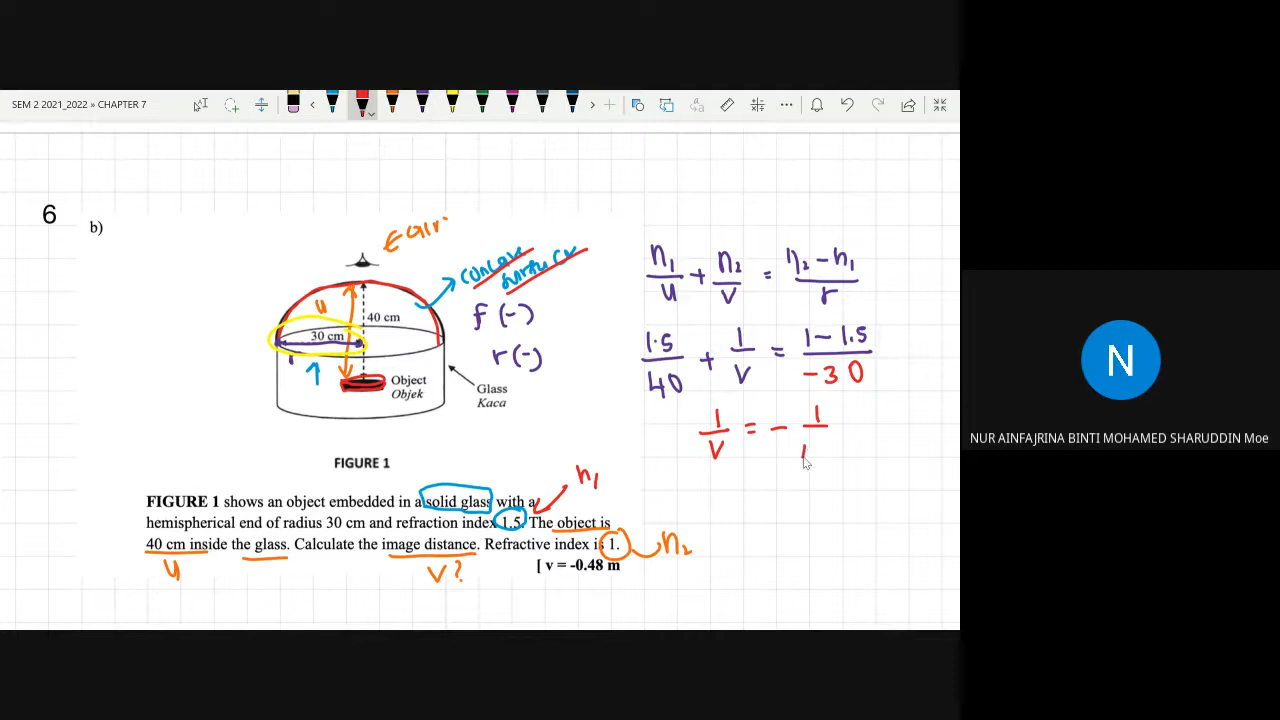 SEM 2 2021_2022 » CHAPTER 7
6
b)
air
concave
surface
f (-)
r (-)
u
40 cm
30 cm
r
Object
Objek
Glass
Kaca
FIGURE 1
n₁
FIGURE 1 shows an object embedded in a solid glass with a
hemispherical end of radius 30 cm and refraction index 1.5. The object is
40 cm inside the glass. Calculate the image distance. Refractive index is 1.
n₂
[ v = -0.48 m
u
v?
n₁/u + n₂/v = n₂ - n₁/r
1.5/40 + 1/v = 1 - 1.5/-30
1/v = - 1/
N
NUR AINFAJRINA BINTI MOHAMED SHARUDDIN Moe